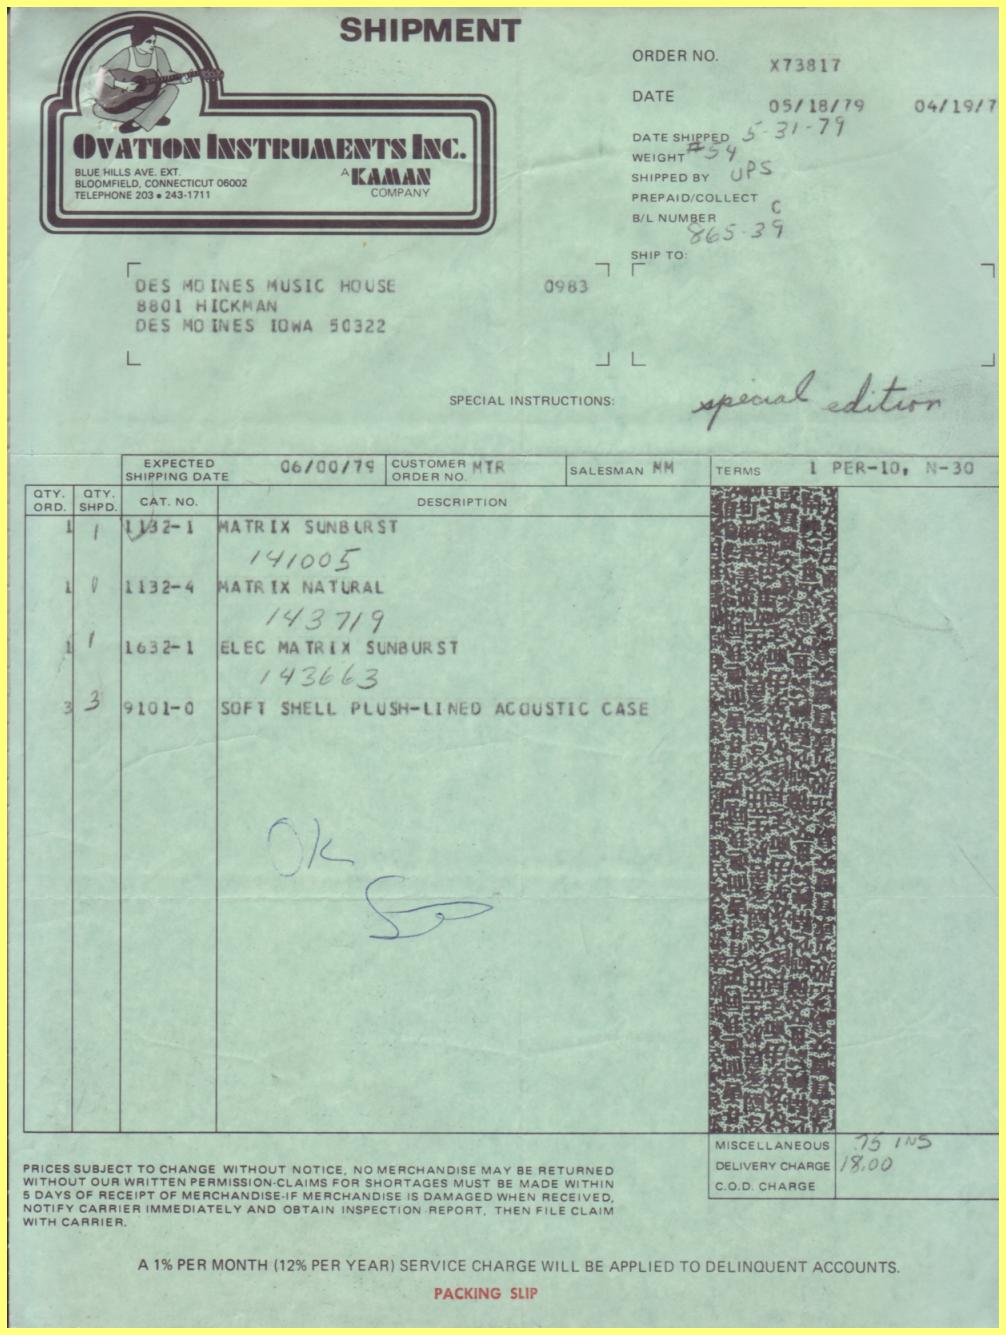 SHIPMENT
OVATION INSTRUMENTS INC.
BLUE HILLS AVE. EXT.
BLOOMFIELD, CONNECTICUT 06002
TELEPHONE 203 • 243-1711
A KAMAN COMPANY
ORDER NO. X73817
DATE 05/18/79 04/19/7
DATE SHIPPED 5-31-79
WEIGHT #54
SHIPPED BY UPS
PREPAID/COLLECT C
B/L NUMBER 865-39
SHIP TO:
DES MOINES MUSIC HOUSE 0983
8801 HICKMAN
DES MOINES IOWA 50322
SPECIAL INSTRUCTIONS: special edition
EXPECTED SHIPPING DATE 06/00/79 CUSTOMER ORDER NO. MTR SALESMAN MM TERMS 1 PER-10, N-30
QTY. ORD. QTY. SHPD. CAT. NO. DESCRIPTION
1 1 1132-1 MATRIX SUNBURST
141005
1 0 1132-4 MATRIX NATURAL
143719
1 1 1632-1 ELEC MATRIX SUNBURST
143663
3 3 9101-0 SOFT SHELL PLUSH-LINED ACOUSTIC CASE
OK
MISCELLANEOUS .75 INS
DELIVERY CHARGE 18.00
C.O.D. CHARGE
PRICES SUBJECT TO CHANGE WITHOUT NOTICE, NO MERCHANDISE MAY BE RETURNED
WITHOUT OUR WRITTEN PERMISSION-CLAIMS FOR SHORTAGES MUST BE MADE WITHIN
5 DAYS OF RECEIPT OF MERCHANDISE-IF MERCHANDISE IS DAMAGED WHEN RECEIVED,
NOTIFY CARRIER IMMEDIATELY AND OBTAIN INSPECTION REPORT, THEN FILE CLAIM
WITH CARRIER.
A 1% PER MONTH (12% PER YEAR) SERVICE CHARGE WILL BE APPLIED TO DELINQUENT ACCOUNTS.
PACKING SLIP